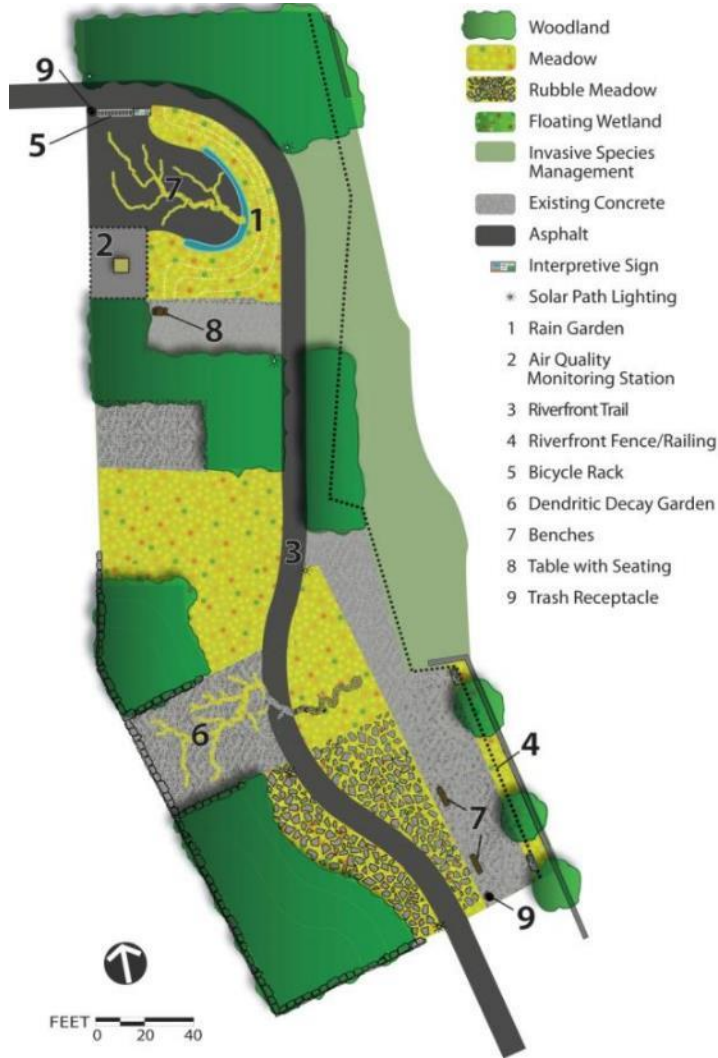 Woodland
Meadow
Rubble Meadow
Floating Wetland
Invasive Species
Management
Existing Concrete
Asphalt
Interpretive Sign
Solar Path Lighting
1 Rain Garden
2 Air Quality
Monitoring Station
3 Riverfront Trail
4 Riverfront Fence/Railing
5 Bicycle Rack
6 Dendritic Decay Garden
7 Benches
8 Table with Seating
9 Trash Receptacle
9
5
7
1
2
8
3
6
4
7
9
FEET
0 20 40